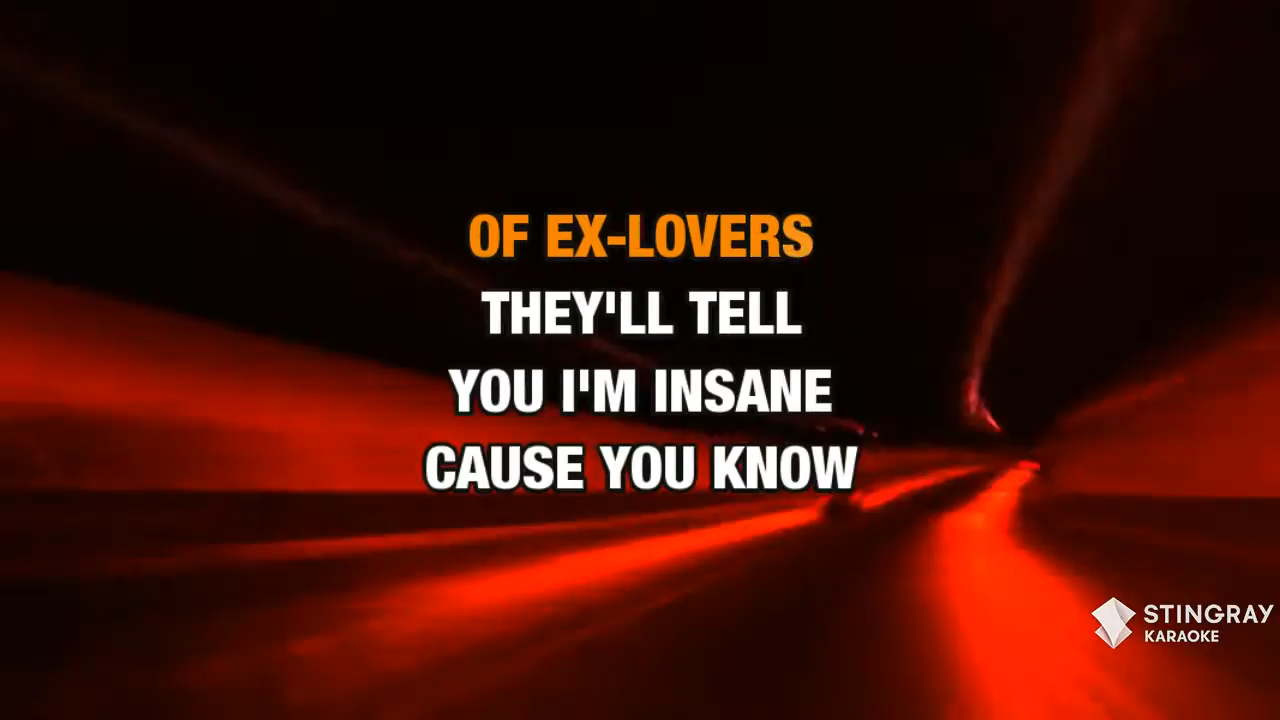 OF EX-LOVERS
THEY'LL TELL
YOU I'M INSANE
CAUSE YOU KNOW
STINGRAY
KARAOKE